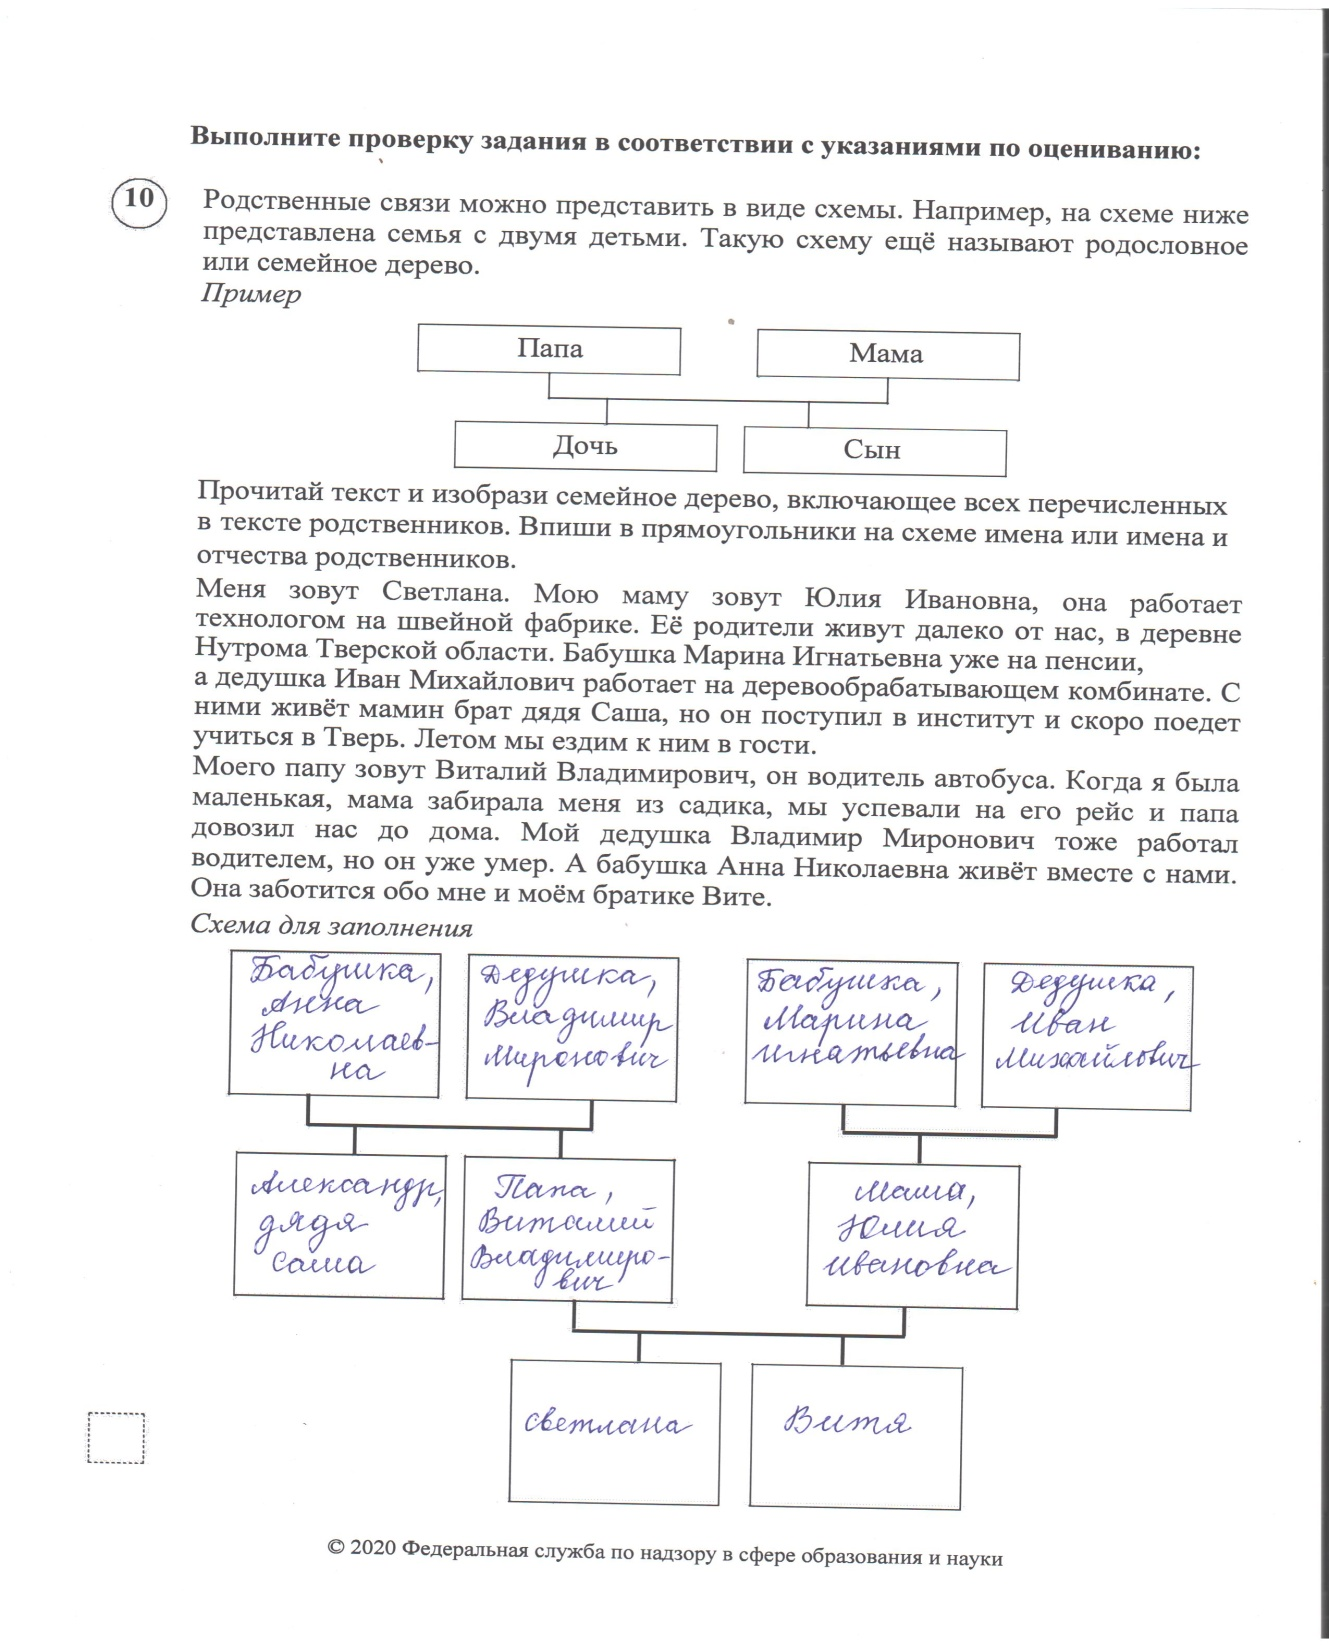 Выполните проверку задания в соответствии с указаниями по оцениванию:
10
Родственные связи можно представить в виде схемы. Например, на схеме ниже
представлена семья с двумя детьми. Такую схему ещё называют родословное
или семейное дерево.
Пример
Папа
Мама
Дочь
Сын
Прочитай текст и изобрази семейное дерево, включающее всех перечисленных
в тексте родственников. Впиши в прямоугольники на схеме имена или имена и
отчества родственников.
Меня зовут Светлана. Мою маму зовут Юлия Ивановна, она работает
технологом на швейной фабрике. Её родители живут далеко от нас, в деревне
Нутрома Тверской области. Бабушка Марина Игнатьевна уже на пенсии,
а дедушка Иван Михайлович работает на деревообрабатывающем комбинате. С
ними живёт мамин брат дядя Саша, но он поступил в институт и скоро поедет
учиться в Тверь. Летом мы ездим к ним в гости.
Моего папу зовут Виталий Владимирович, он водитель автобуса. Когда я была
маленькая, мама забирала меня из садика, мы успевали на его рейс и папа
довозил нас до дома. Мой дедушка Владимир Миронович тоже работал
водителем, но он уже умер. А бабушка Анна Николаевна живёт вместе с нами.
Она заботится обо мне и моём братике Вите.
Схема для заполнения
Бабушка,
Анна
Николаев-
на
Дедушка,
Владимир
Миронович
Бабушка,
Марина
Игнатьевна
Дедушка,
Иван
Михайлович
Александр,
дядя
Саша
Папа,
Виталий
Владимиро-
вич
Мама,
Юлия
Ивановна
Светлана
Витя
© 2020 Федеральная служба по надзору в сфере образования и науки